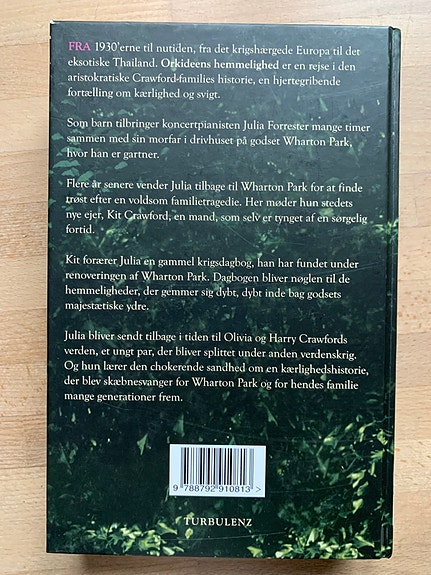 FRA 1930'erne til nutiden, fra det krigshærgede Europa til det
eksotiske Thailand. Orkideens hemmelighed er en rejse i den
aristokratiske Crawford-families historie, en hjertegribende
fortælling om kærlighed og svigt.
Som barn tilbringer koncertpianisten Julia Forrester mange timer
sammen med sin morfar i drivhuset på godset Wharton Park,
hvor han er gartner.
Flere år senere vender Julia tilbage til Wharton Park for at finde
trøst efter en voldsom familietragedie. Her møder hun stedets
nye ejer, Kit Crawford, en mand, som selv er tynget af en sørgelig
fortid.
Kit forærer Julia en gammel krigsdagbog, han har fundet under
renoveringen af Wharton Park. Dagbogen bliver nøglen til de
hemmeligheder, der gemmer sig dybt, dybt inde bag godsets
majestætiske ydre.
Julia bliver sendt tilbage i tiden til Olivia og Harry Crawfords
verden, et ungt par, der bliver splittet under anden verdenskrig.
Og hun lærer den chokerende sandhed om en kærlighedshistorie,
der blev skæbnesvanger for Wharton Park og for hendes familie
mange generationer frem.
9 788792 910813 >
TURBULENZ